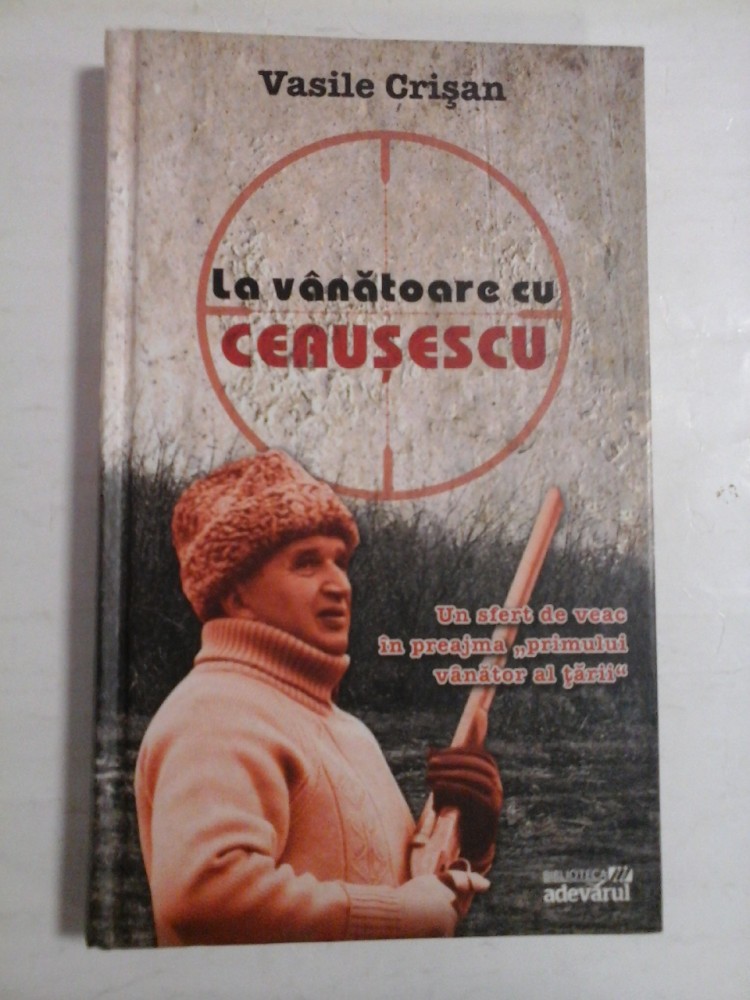 Vasile Crişan
La vânătoare cu
CEAUŞESCU
Un sfert de veac
în preajma „primului
vânător al ţării“
BIBLIOTECA
adevărul